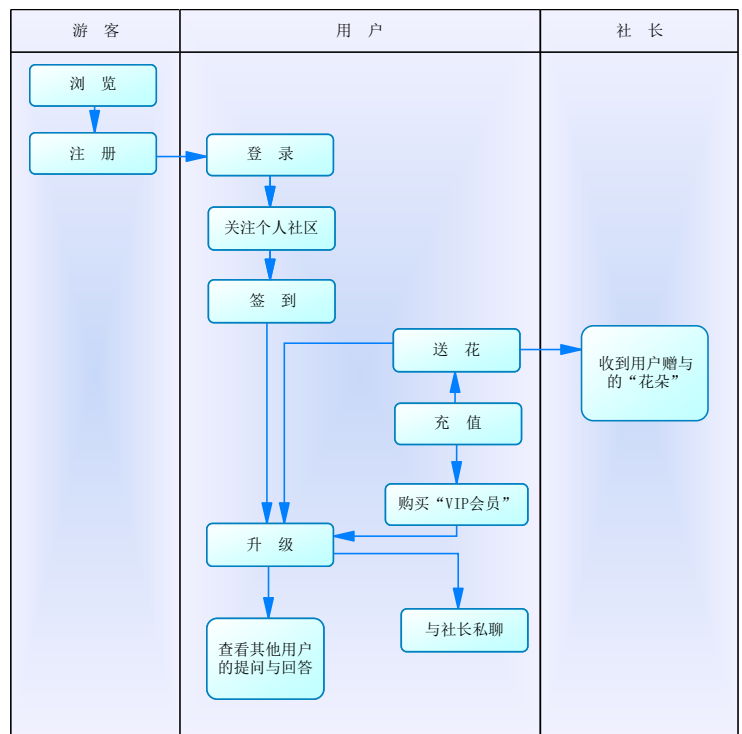 游 客
用 户
社 长
浏 览
注 册
登 录
关注个人社区
签 到
送 花
收到用户赠与
的“花朵”
充 值
购买“VIP会员”
升 级
与社长私聊
查看其他用户
的提问与回答